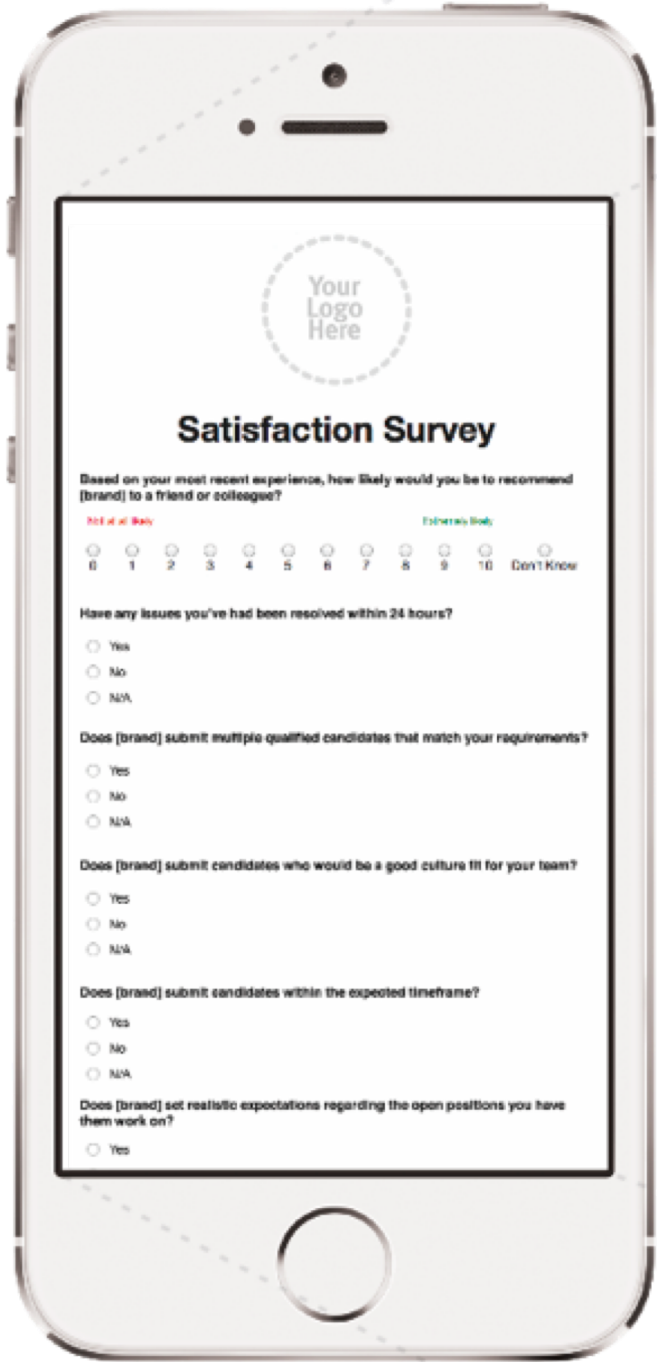 Your
Logo
Here
Satisfaction Survey
Based on your most recent experience, how likely would you be to recommend
[brand] to a friend or colleague?
Not at all likely
Extremely likely
0 1 2 3 4 5 6 7 8 9 10 Don't Know
Have any issues you've had been resolved within 24 hours?
Yes
No
N/A
Does [brand] submit multiple qualified candidates that match your requirements?
Yes
No
N/A
Does [brand] submit candidates who would be a good culture fit for your team?
Yes
No
N/A
Does [brand] submit candidates within the expected timeframe?
Yes
No
N/A
Does [brand] set realistic expectations regarding the open positions you have
them work on?
Yes